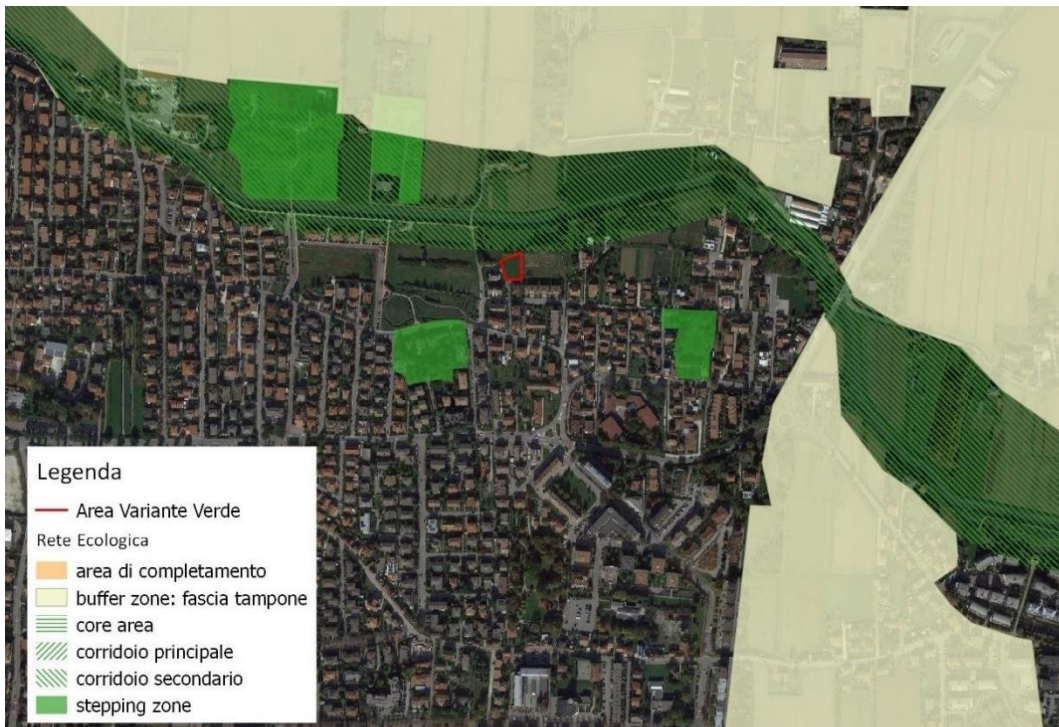 Legenda
Area Variante Verde
Rete Ecologica
area di completamento
buffer zone: fascia tampone
core area
corridoio principale
corridoio secondario
stepping zone